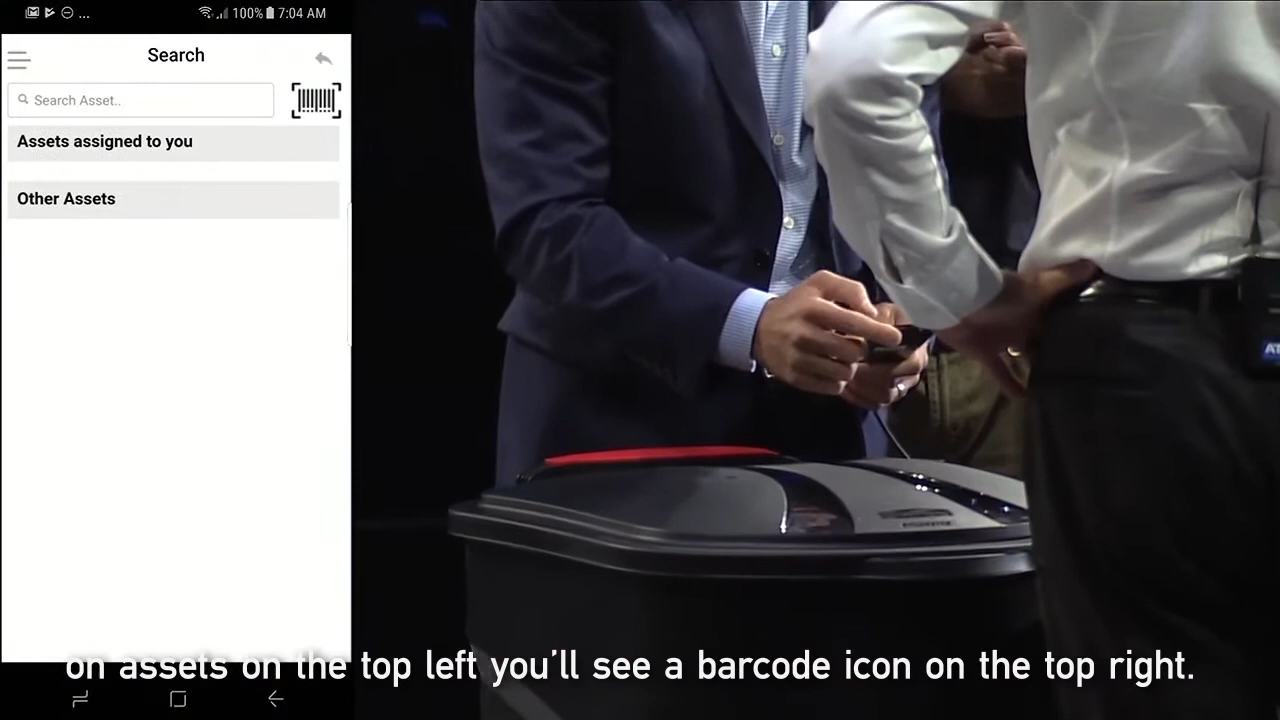 ... 100% 7:04 AM
Search
Search Asset..
Assets assigned to you
Other Assets
AT
on assets on the top left you'll see a barcode icon on the top right.